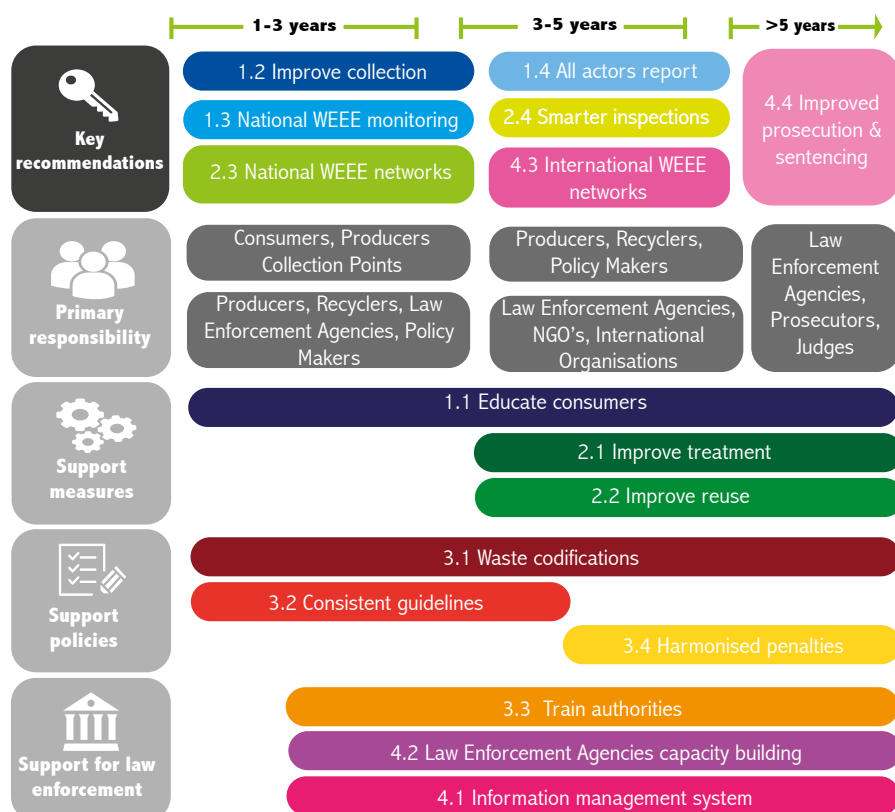 1-3 years
3-5 years
>5 years
Key
recommendations
1.2 Improve collection
1.3 National WEEE monitoring
2.3 National WEEE networks
1.4 All actors report
2.4 Smarter inspections
4.3 International WEEE
networks
4.4 Improved
prosecution &
sentencing
Primary
responsibility
Consumers, Producers
Collection Points
Producers, Recyclers, Law
Enforcement Agencies, Policy
Makers
Producers, Recyclers,
Policy Makers
Law Enforcement Agencies,
NGO's, International
Organisations
Law
Enforcement
Agencies,
Prosecutors,
Judges
Support
measures
1.1 Educate consumers
2.1 Improve treatment
2.2 Improve reuse
Support
policies
3.1 Waste codifications
3.2 Consistent guidelines
3.4 Harmonised penalties
Support for law
enforcement
3.3 Train authorities
4.2 Law Enforcement Agencies capacity building
4.1 Information management system